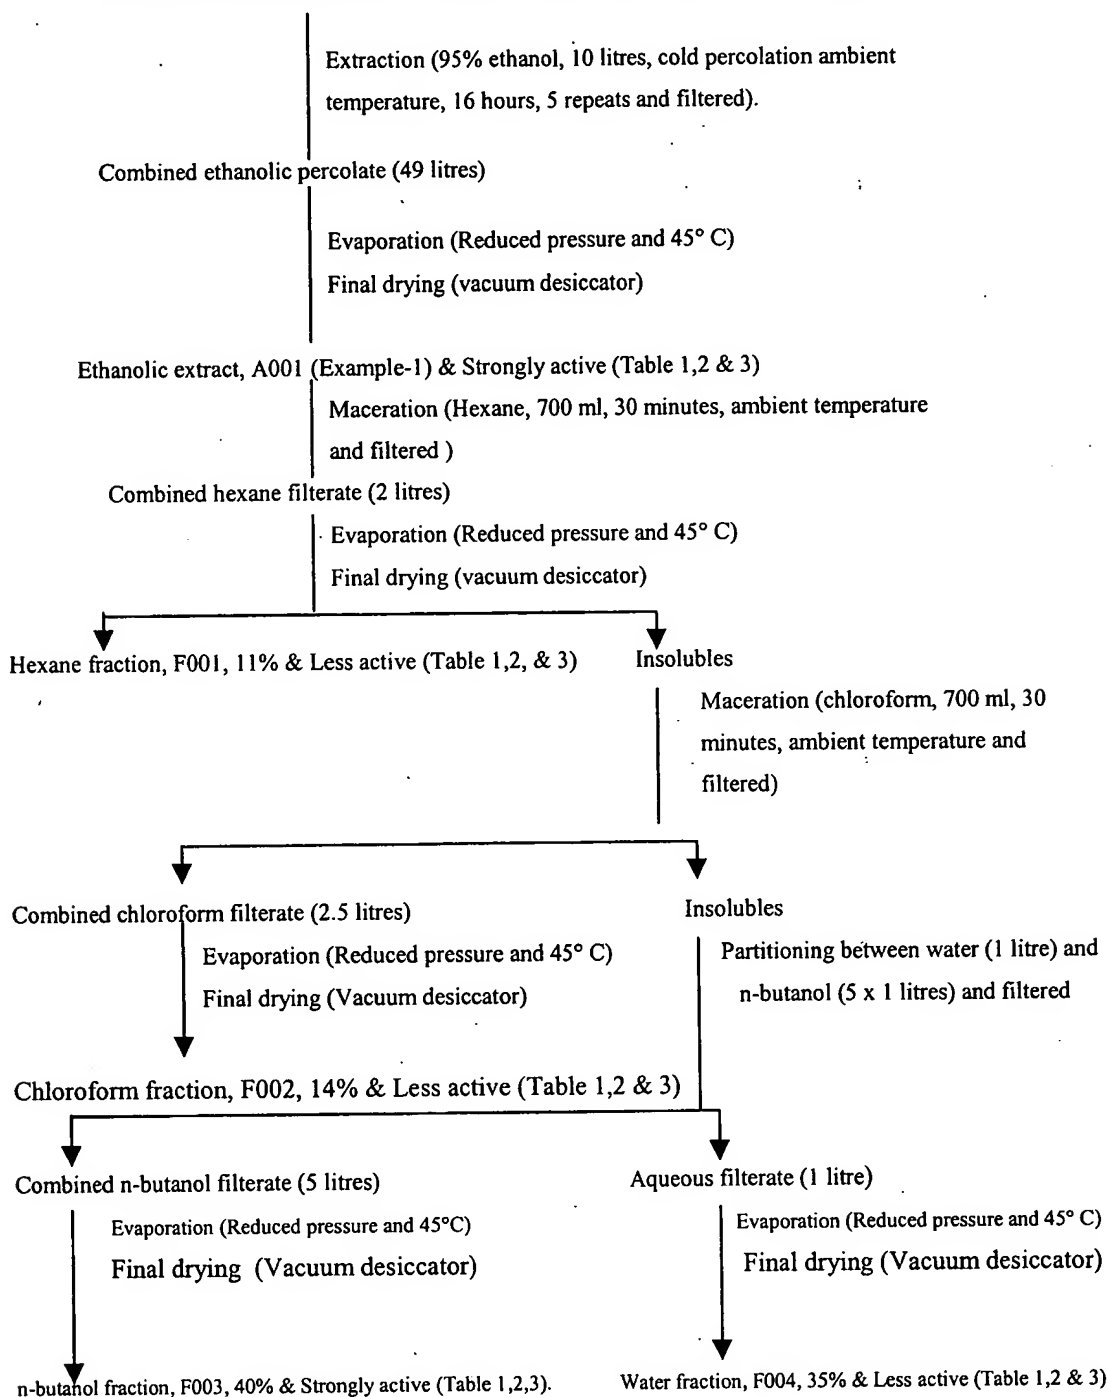 Extraction (95% ethanol, 10 litres, cold percolation ambient
temperature, 16 hours, 5 repeats and filtered).
Combined ethanolic percolate (49 litres)
Evaporation (Reduced pressure and 45° C)
Final drying (vacuum desiccator)
Ethanolic extract, A001 (Example-1) & Strongly active (Table 1,2 & 3)
Maceration (Hexane, 700 ml, 30 minutes, ambient temperature
and filtered )
Combined hexane filterate (2 litres)
Evaporation (Reduced pressure and 45° C)
Final drying (vacuum desiccator)
Hexane fraction, F001, 11% & Less active (Table 1,2, & 3)
Insolubles
Maceration (chloroform, 700 ml, 30
minutes, ambient temperature and
filtered)
Combined chloroform filterate (2.5 litres)
Insolubles
Evaporation (Reduced pressure and 45° C)
Final drying (Vacuum desiccator)
Partitioning between water (1 litre) and
n-butanol (5 x 1 litres) and filtered
Chloroform fraction, F002, 14% & Less active (Table 1,2 & 3)
Combined n-butanol filterate (5 litres)
Aqueous filterate (1 litre)
Evaporation (Reduced pressure and 45°C)
Final drying (Vacuum desiccator)
Evaporation (Reduced pressure and 45° C)
Final drying (Vacuum desiccator)
n-butanol fraction, F003, 40% & Strongly active (Table 1,2,3).
Water fraction, F004, 35% & Less active (Table 1,2 & 3)